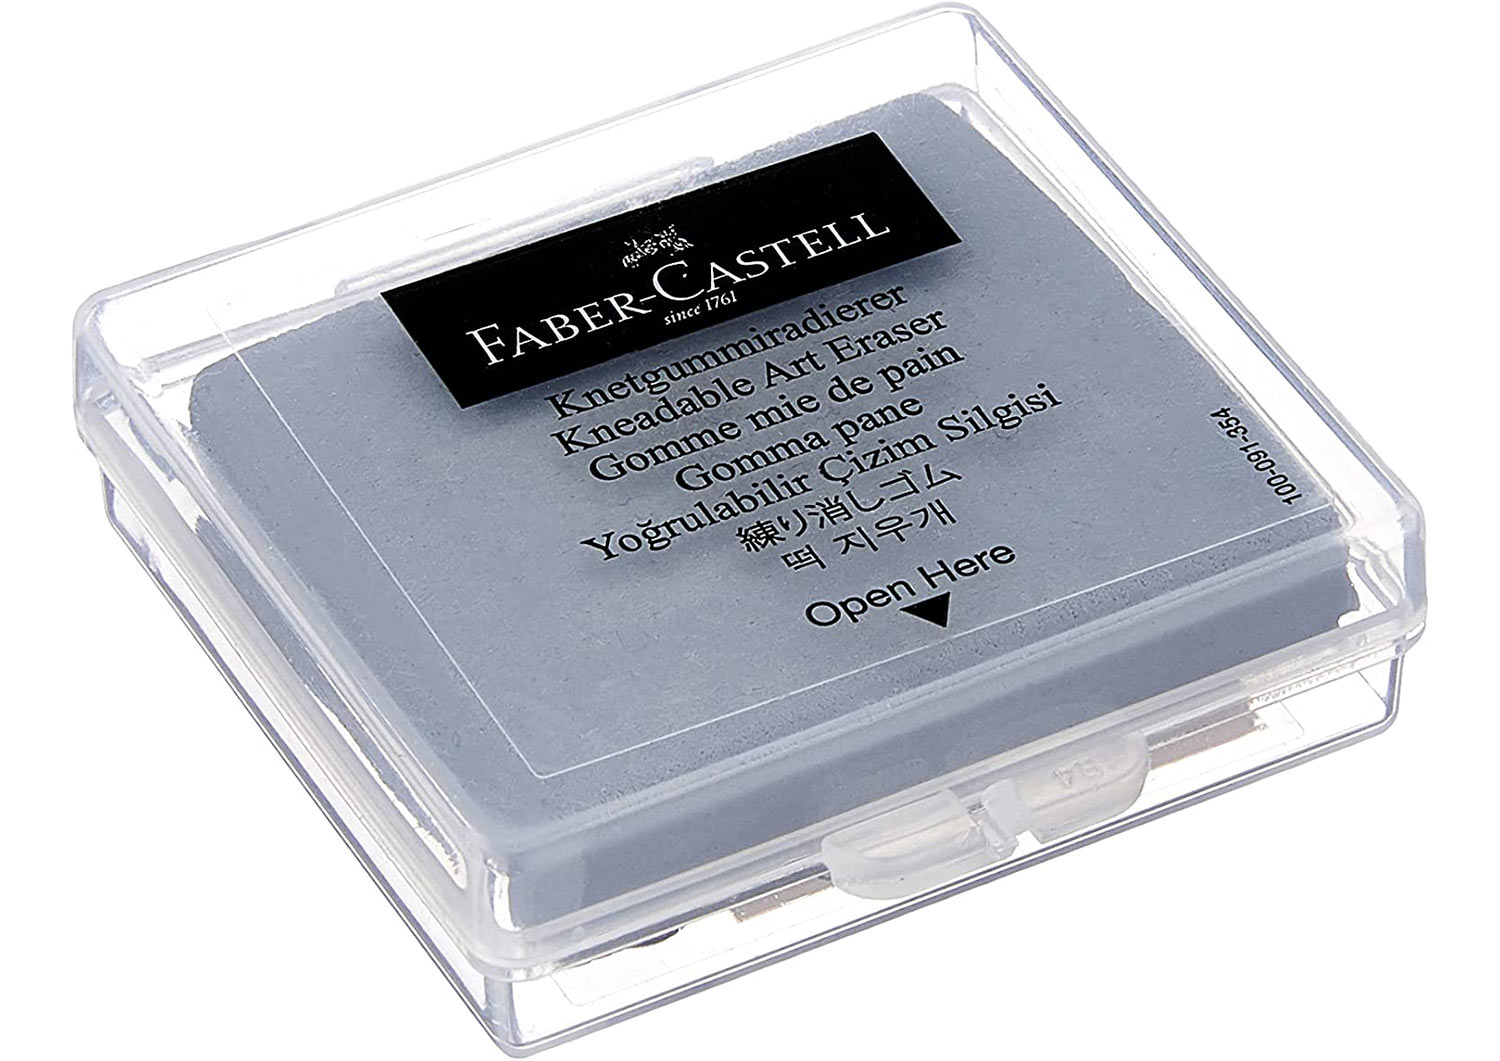 FABER-CASTELL
since 1761
Knetgummiradierer
Kneadable Art Eraser
Gomme mie de pain
Gomma pane
Yoğrulabilir Çizim Silgisi
練り消しゴム
떡 지우개
Open Here
100-091-354